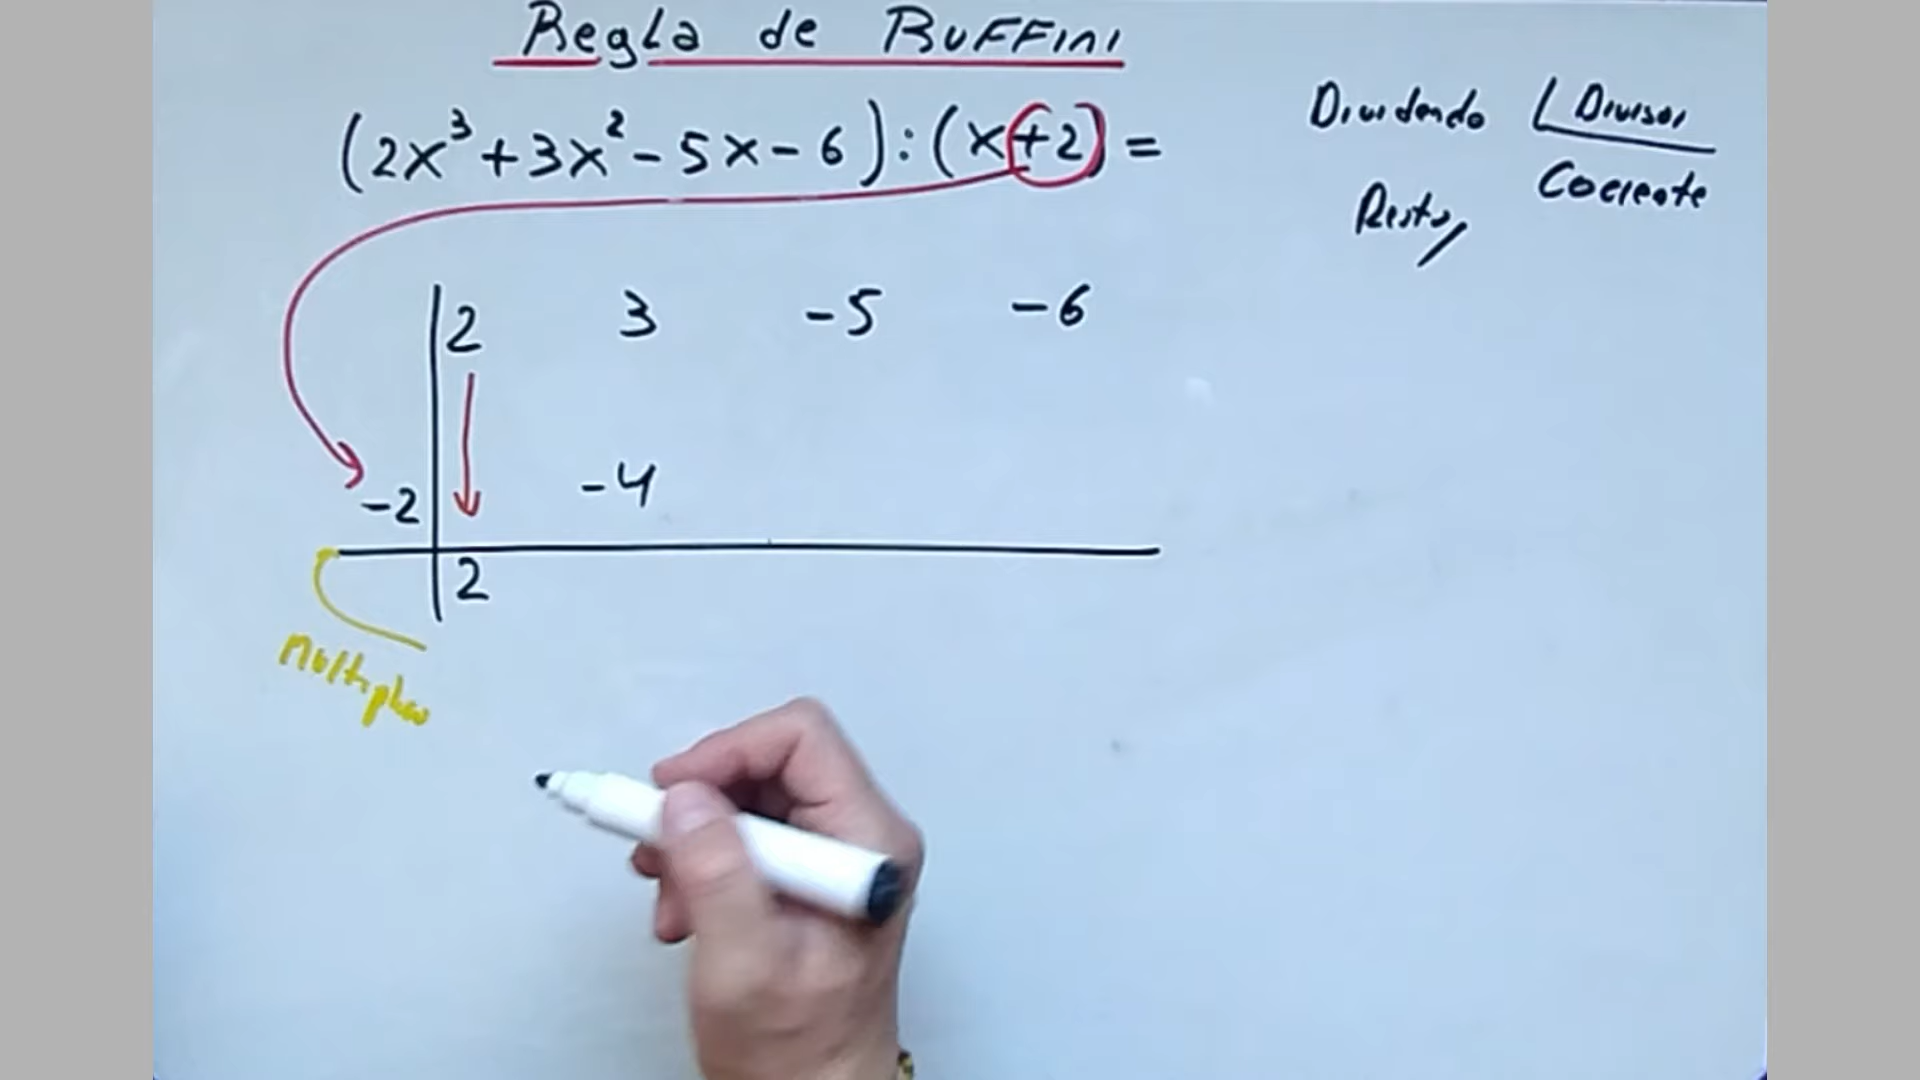 Regla de RUFFini
(2x³+3x²-5x-6):(x+2)=
Dividendo Divisor
Resto Cociente
2 3 -5 -6
-2 -4
2
Multiplico